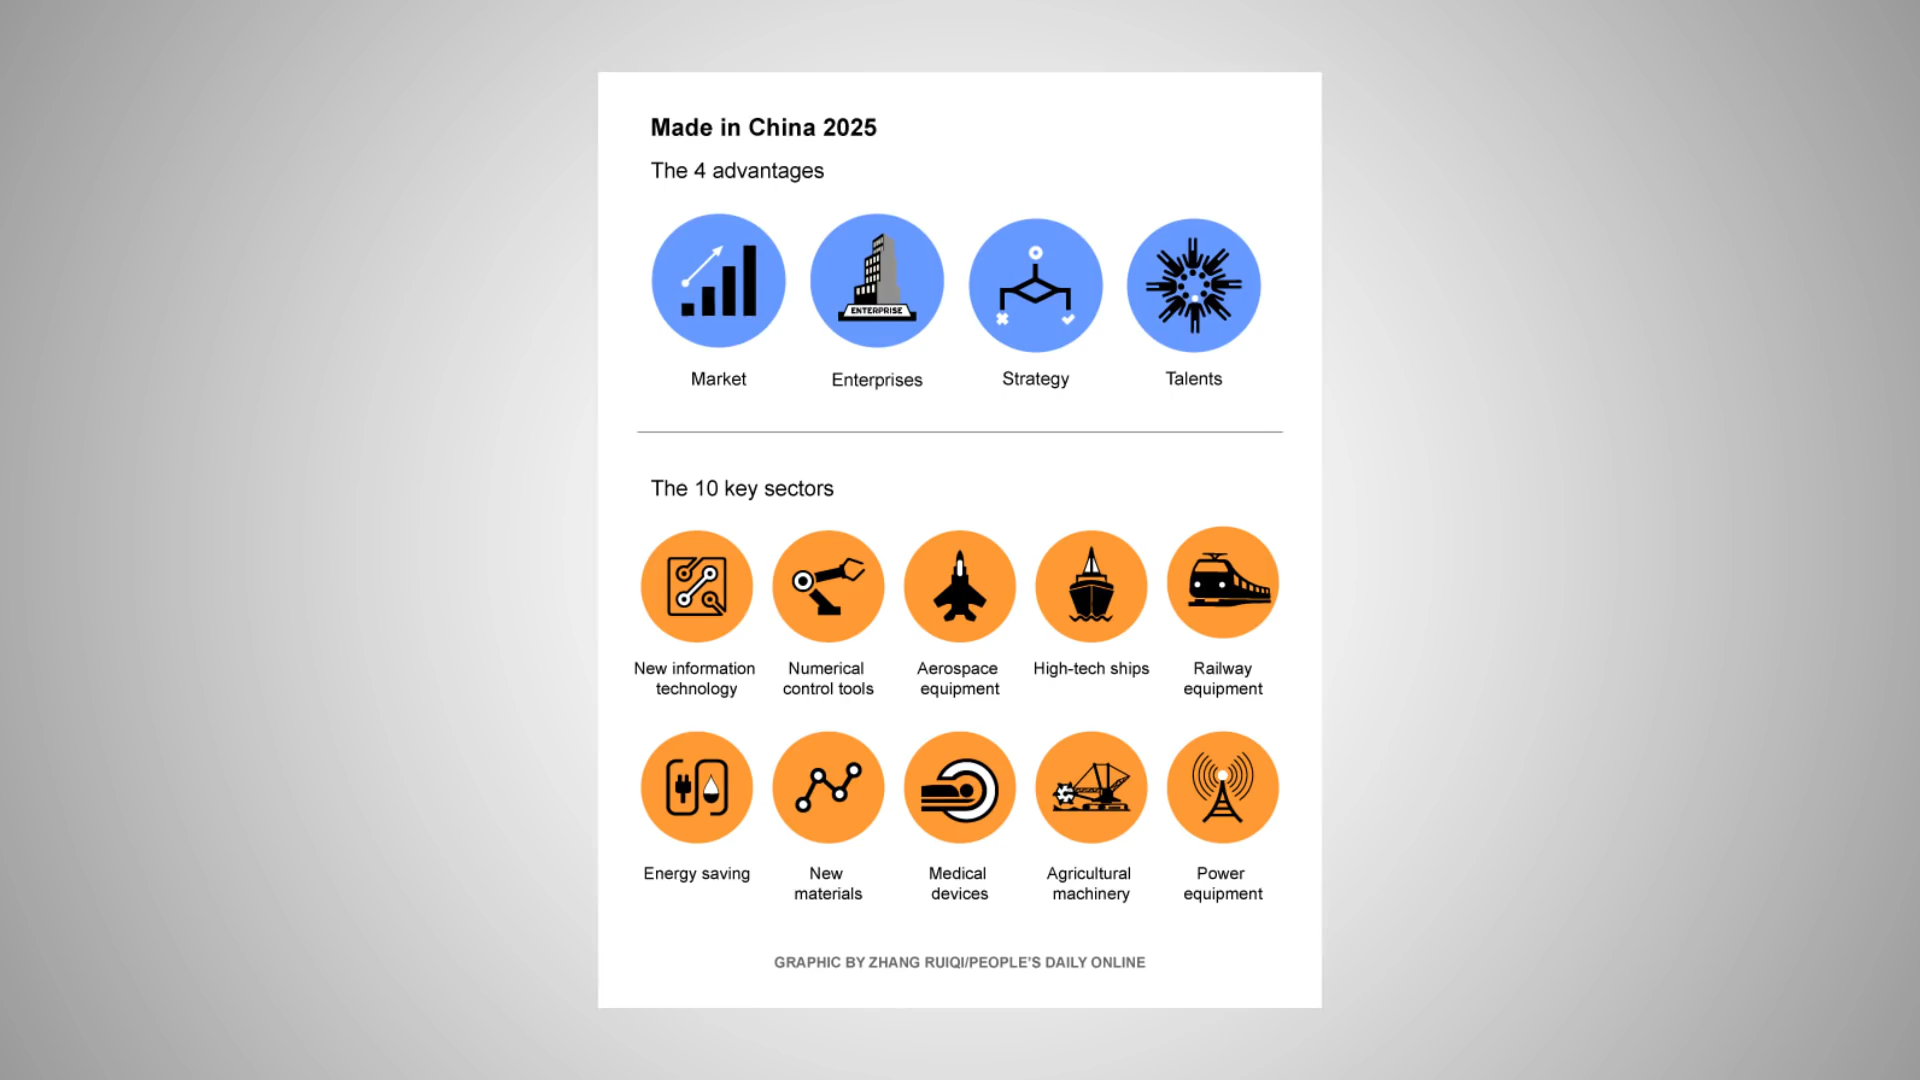 Made in China 2025
The 4 advantages
ENTERPRISE
Market Enterprises Strategy Talents
The 10 key sectors
New information Numerical Aerospace High-tech ships Railway
technology control tools equipment equipment
Energy saving New Medical Agricultural Power
materials devices machinery equipment
GRAPHIC BY ZHANG RUIQI/PEOPLE'S DAILY ONLINE